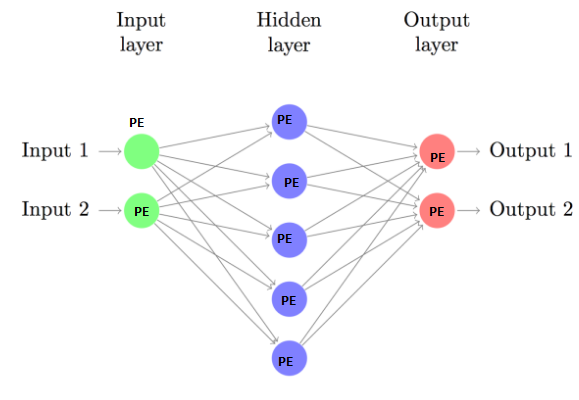 Input layer
Hidden layer
Output layer
PE
PE
Input 1
PE
Output 1
PE
Input 2
PE
PE
Output 2
PE
PE
PE